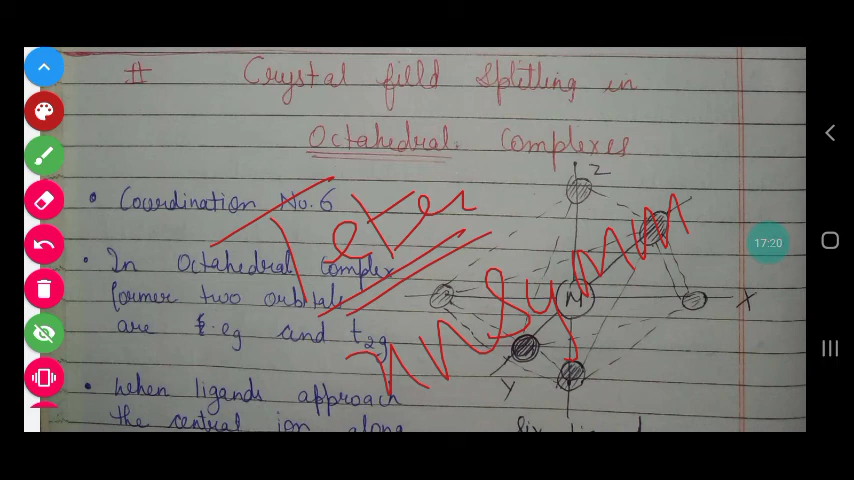 # Crystal field Splitting in
Octahedral Complexes
• Coordination No. 6
• In Octahedral complex
former two orbitals
are eg and t2g
• When ligands approach
the central ion along
Z
M
X
Y
17:20